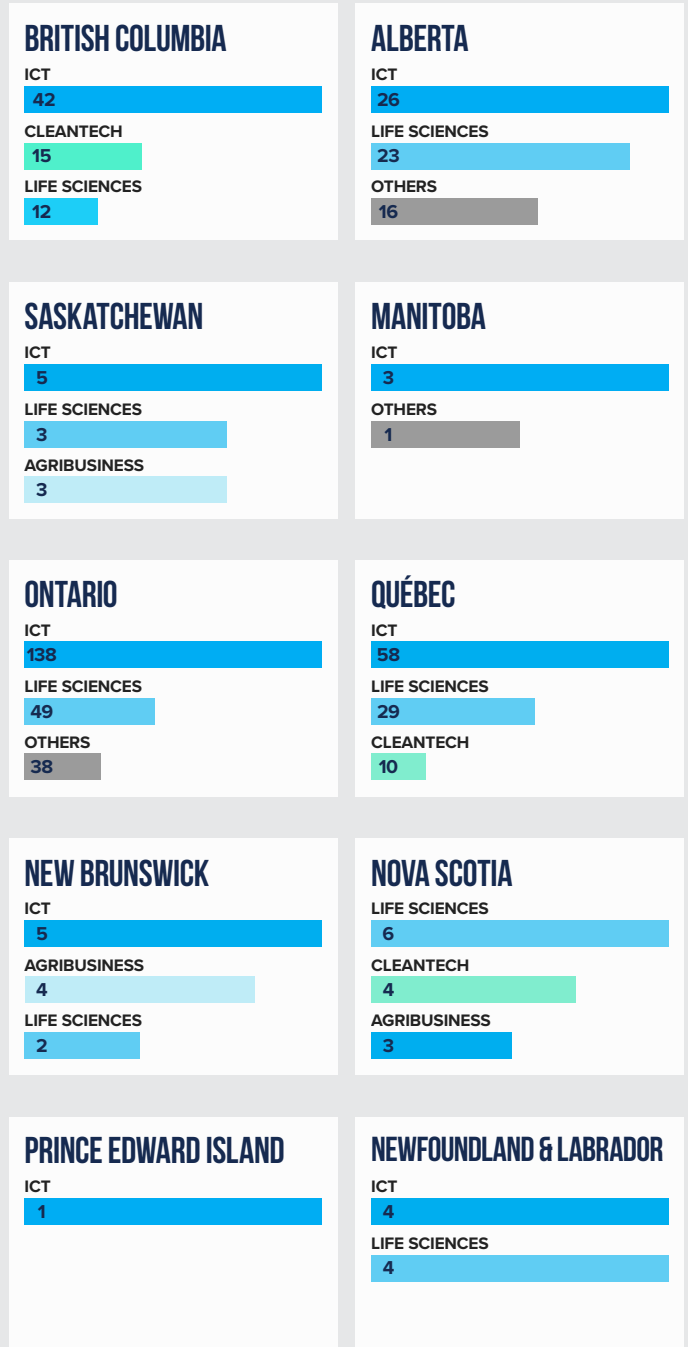 BRITISH COLUMBIA
ICT
42
CLEANTECH
15
LIFE SCIENCES
12
ALBERTA
ICT
26
LIFE SCIENCES
23
OTHERS
16
SASKATCHEWAN
ICT
5
LIFE SCIENCES
3
AGRIBUSINESS
3
MANITOBA
ICT
3
OTHERS
1
ONTARIO
ICT
138
LIFE SCIENCES
49
OTHERS
38
QUÉBEC
ICT
58
LIFE SCIENCES
29
CLEANTECH
10
NEW BRUNSWICK
ICT
5
AGRIBUSINESS
4
LIFE SCIENCES
2
NOVA SCOTIA
LIFE SCIENCES
6
CLEANTECH
4
AGRIBUSINESS
3
PRINCE EDWARD ISLAND
ICT
1
NEWFOUNDLAND & LABRADOR
ICT
4
LIFE SCIENCES
4